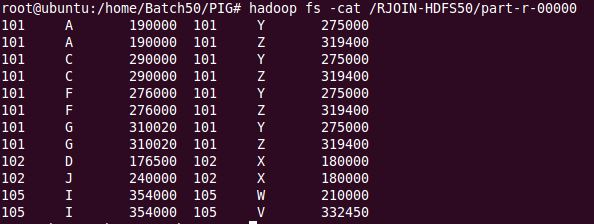 root@ubuntu:/home/Batch50/PIG# hadoop fs -cat /RJOIN-HDFS50/part-r-00000
101 A 190000 101 Y 275000
101 A 190000 101 Z 319400
101 C 290000 101 Y 275000
101 C 290000 101 Z 319400
101 F 276000 101 Y 275000
101 F 276000 101 Z 319400
101 G 310020 101 Y 275000
101 G 310020 101 Z 319400
102 D 176500 102 X 180000
102 J 240000 102 X 180000
105 I 354000 105 W 210000
105 I 354000 105 V 332450